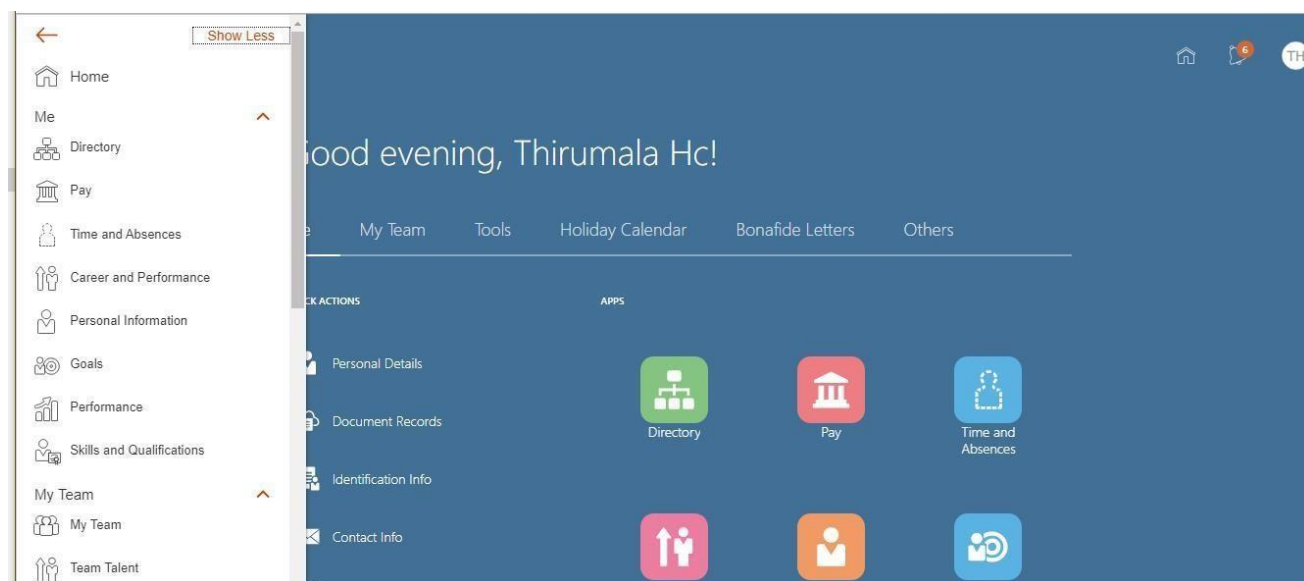 Show Less
Home
Me
Directory
Pay
Time and Absences
Career and Performance
Personal Information
Goals
Performance
Skills and Qualifications
My Team
My Team
Team Talent
6
TH
Good evening, Thirumala Hc!
My Team Tools Holiday Calendar Bonafide Letters Others
ACTIONS
APPS
Personal Details
Document Records
Identification Info
Contact Info
Directory
Pay
Time and
Absences